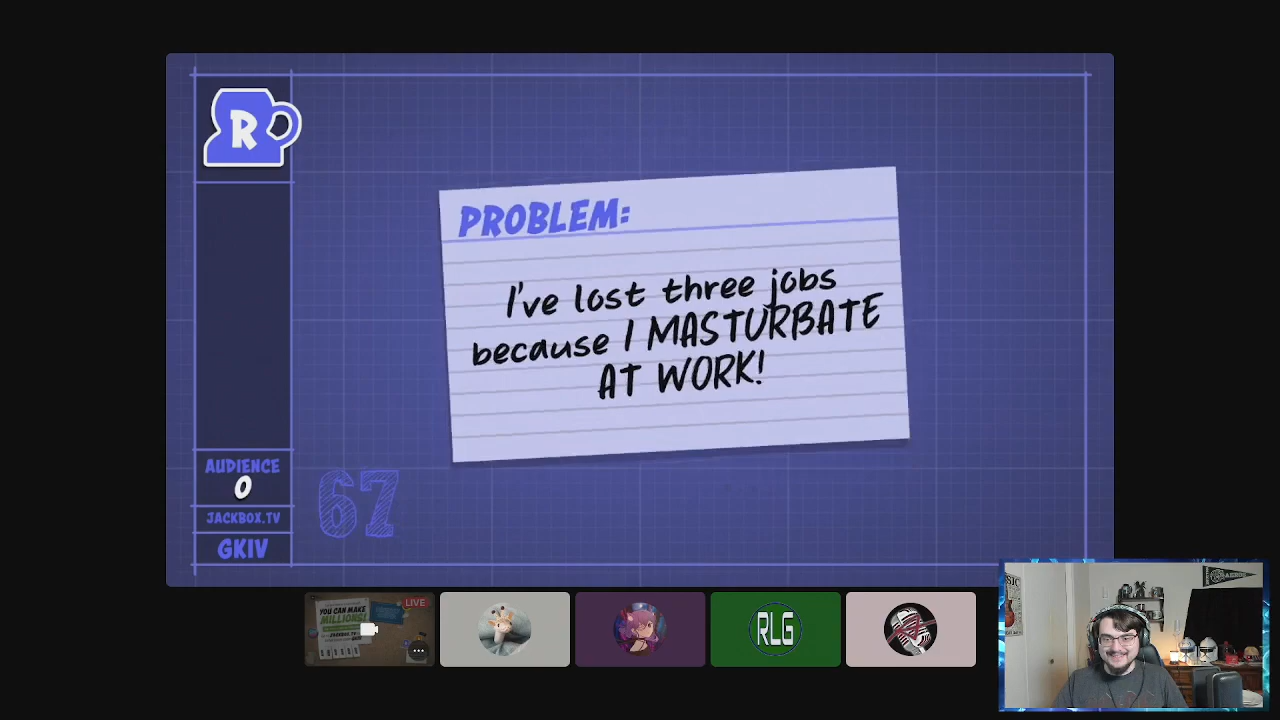 R
PROBLEM:
I've lost three jobs
because I MASTURBATE
AT WORK!
AUDIENCE
0
JACKBOX.TV
GKIV
67
LIVE
YOU CAN MAKE
MILLIONS!
RLG